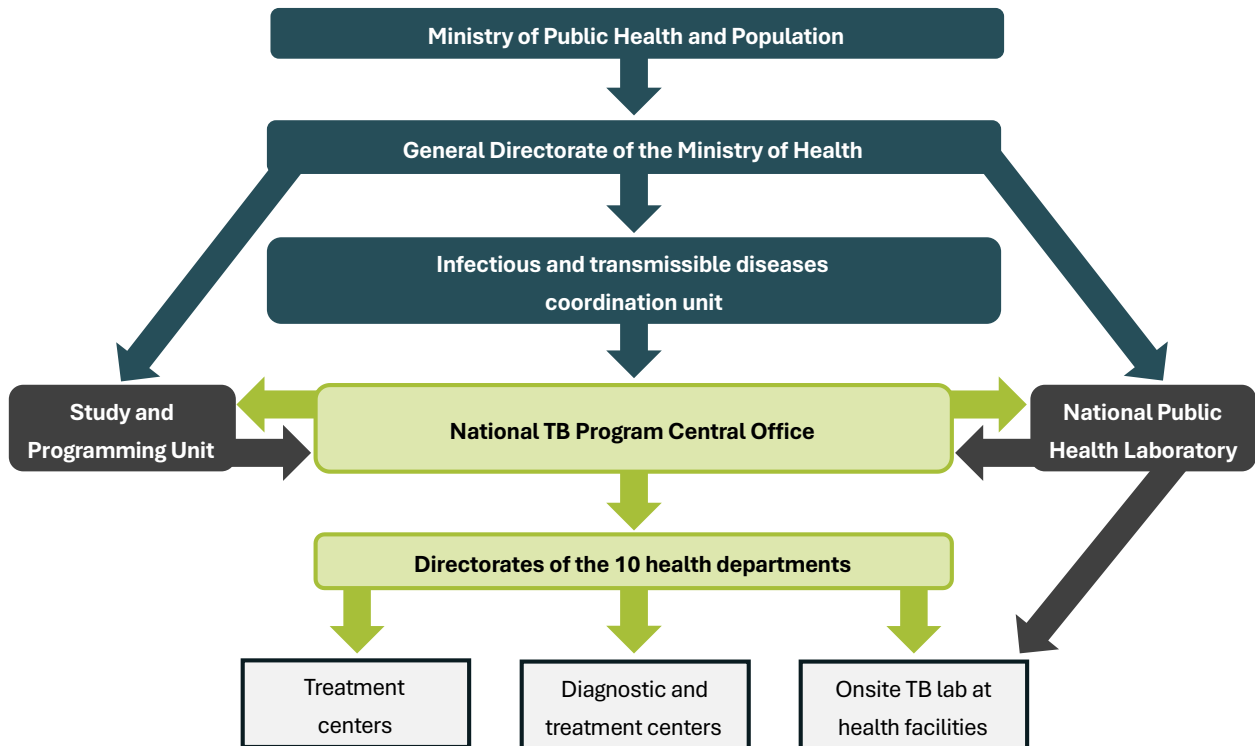 Ministry of Public Health and Population
General Directorate of the Ministry of Health
Infectious and transmissible diseases
coordination unit
Study and
Programming Unit
National TB Program Central Office
National Public
Health Laboratory
Directorates of the 10 health departments
Treatment
centers
Diagnostic and
treatment centers
Onsite TB lab at
health facilities